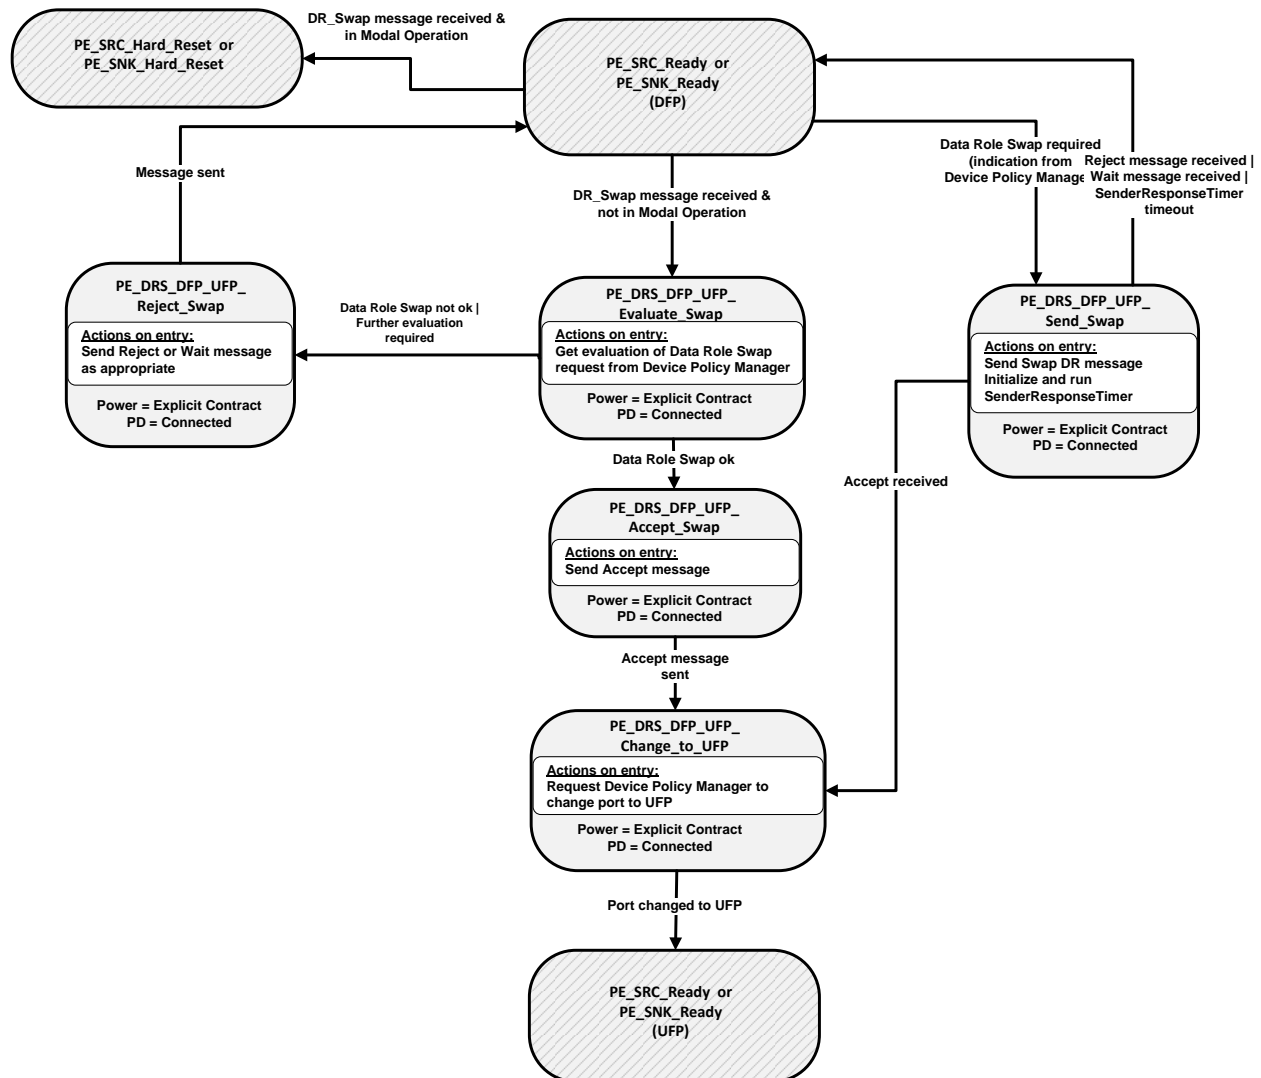 DR_Swap message received &
in Modal Operation
PE_SRC_Hard_Reset or
PE_SNK_Hard_Reset
PE_SRC_Ready or
PE_SNK_Ready
(DFP)
Message sent
DR_Swap message received &
not in Modal Operation
Data Role Swap required
(indication from
Device Policy Manage
Reject message received |
Wait message received |
SenderResponseTimer
timeout
PE_DRS_DFP_UFP_
Reject_Swap
Actions on entry:
Send Reject or Wait message
as appropriate
Power = Explicit Contract
PD = Connected
Data Role Swap not ok |
Further evaluation
required
PE_DRS_DFP_UFP_
Evaluate_Swap
Actions on entry:
Get evaluation of Data Role Swap
request from Device Policy Manager
Power = Explicit Contract
PD = Connected
PE_DRS_DFP_UFP_
Send_Swap
Actions on entry:
Send Swap DR message
Initialize and run
SenderResponseTimer
Power = Explicit Contract
PD = Connected
Data Role Swap ok
Accept received
PE_DRS_DFP_UFP_
Accept_Swap
Actions on entry:
Send Accept message
Power = Explicit Contract
PD = Connected
Accept message
sent
PE_DRS_DFP_UFP_
Change_to_UFP
Actions on entry:
Request Device Policy Manager to
change port to UFP
Power = Explicit Contract
PD = Connected
Port changed to UFP
PE_SRC_Ready or
PE_SNK_Ready
(UFP)